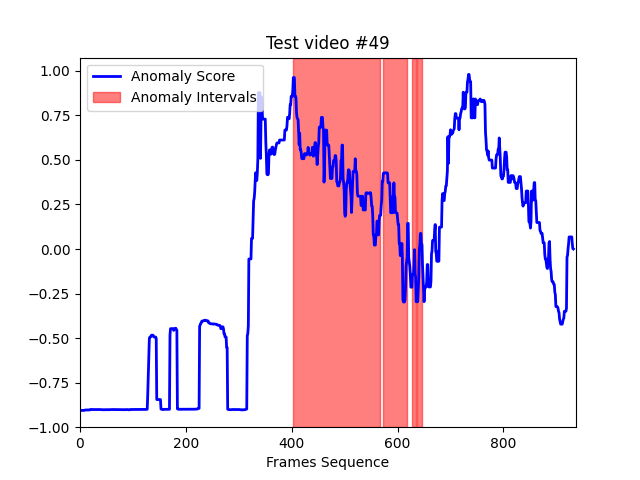 Test video #49
Anomaly Score
Anomaly Intervals
1.00
0.75
0.50
0.25
0.00
−0.25
−0.50
−0.75
−1.00
0 200 400 600 800
Frames Sequence